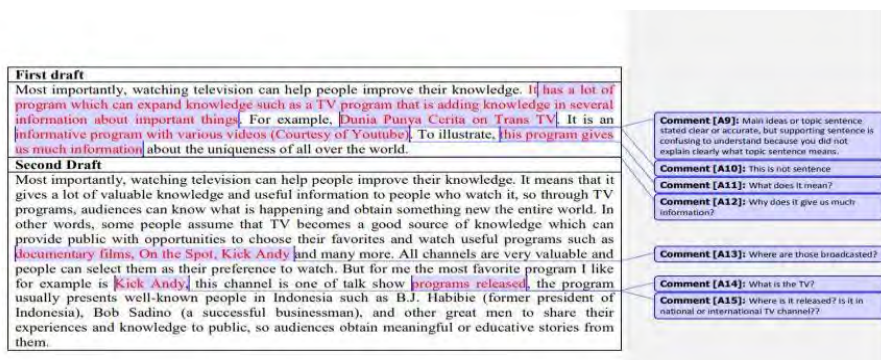 First draft
Most importantly, watching television can help people improve their knowledge. It has a lot of
program which can expand knowledge such as a TV program that is adding knowledge in several
information about important things. For example, Dunia Punya Cerita on Trans TV. It is an
informative program with various videos (Courtesy of Youtube). To illustrate, this program gives
us much information about the uniqueness of all over the world.
Second Draft
Most importantly, watching television can help people improve their knowledge. It means that it
gives a lot of valuable knowledge and useful information to people who watch it, so through TV
programs, audiences can know what is happening and obtain something new the entire world. In
other words, some people assume that TV becomes a good source of knowledge which can
provide public with opportunities to choose their favorites and watch useful programs such as
documentary films, On the Spot, Kick Andy and many more. All channels are very valuable and
people can select them as their preference to watch. But for me the most favorite program I like
for example is Kick Andy, this channel is one of talk show programs released, the program
usually presents well-known people in Indonesia such as B.J. Habibie (former president of
Indonesia), Bob Sadino (a successful businessman), and other great men to share their
experiences and knowledge to public, so audiences obtain meaningful or educative stories from
them.
Comment [A9]: Main ideas or topic sentence
stated clear or accurate, but supporting sentence is
confusing to understand because you did not
explain clearly what topic sentence means.
Comment [A10]: This is not sentence
Comment [A11]: What does it mean?
Comment [A12]: Why does it give us much
information?
Comment [A13]: Where are those broadcasted?
Comment [A14]: What is the TV?
Comment [A15]: Where is it released? is it in
national or international TV channel??